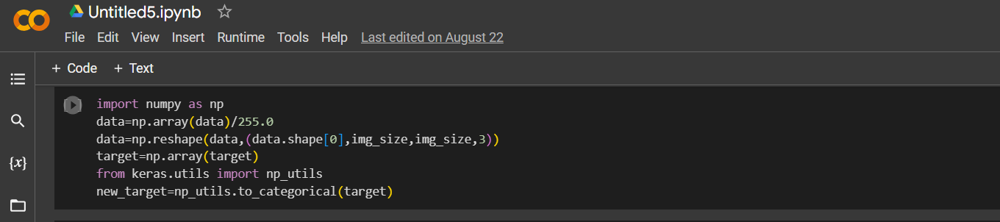 Untitled5.ipynb
File Edit View Insert Runtime Tools Help Last edited on August 22
+ Code + Text
{x}
import numpy as np
data=np.array(data)/255.0
data=np.reshape(data,(data.shape[0],img_size,img_size,3))
target=np.array(target)
from keras.utils import np_utils
new_target=np_utils.to_categorical(target)